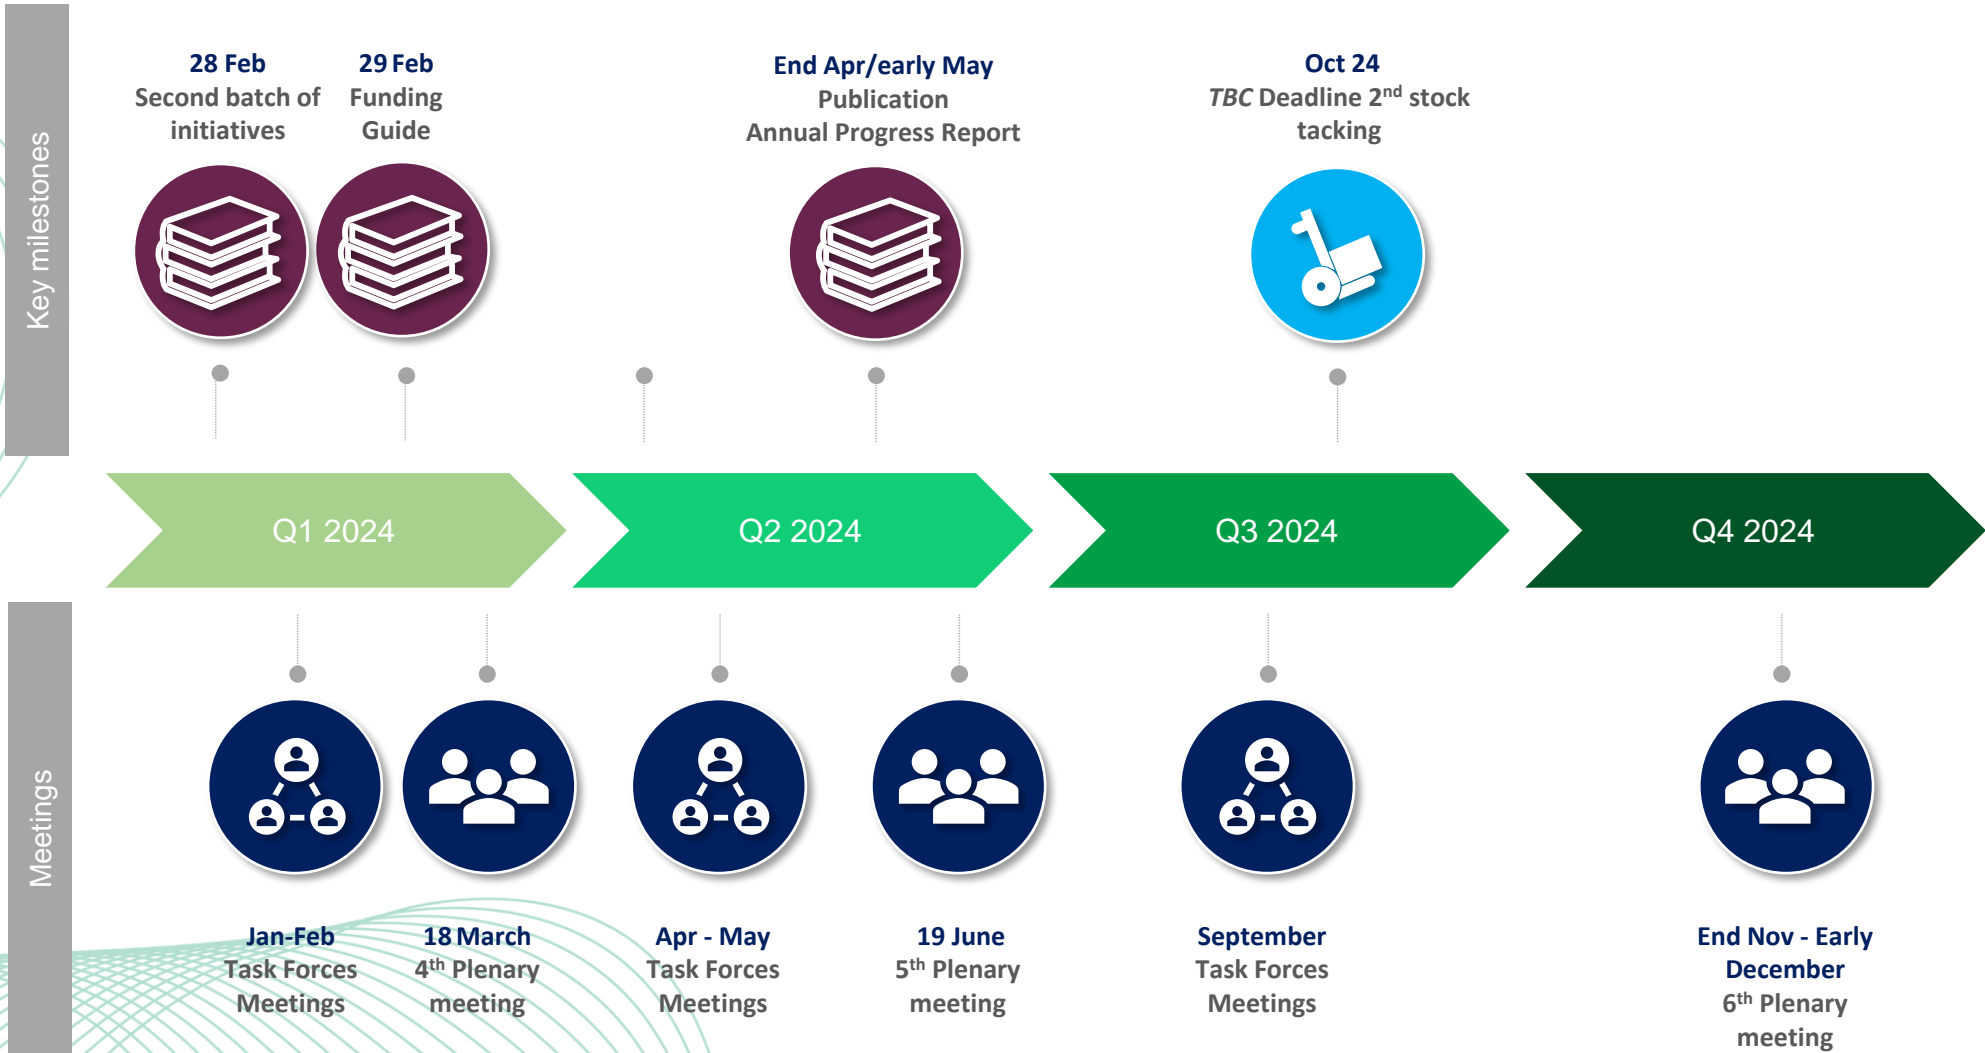 Key milestones
28 Feb
Second batch of
initiatives
29 Feb
Funding
Guide
End Apr/early May
Publication
Annual Progress Report
Oct 24
TBC Deadline 2nd stock
tacking
Q1 2024
Q2 2024
Q3 2024
Q4 2024
Meetings
Jan-Feb
Task Forces
Meetings
18 March
4th Plenary
meeting
Apr - May
Task Forces
Meetings
19 June
5th Plenary
meeting
September
Task Forces
Meetings
End Nov - Early
December
6th Plenary
meeting